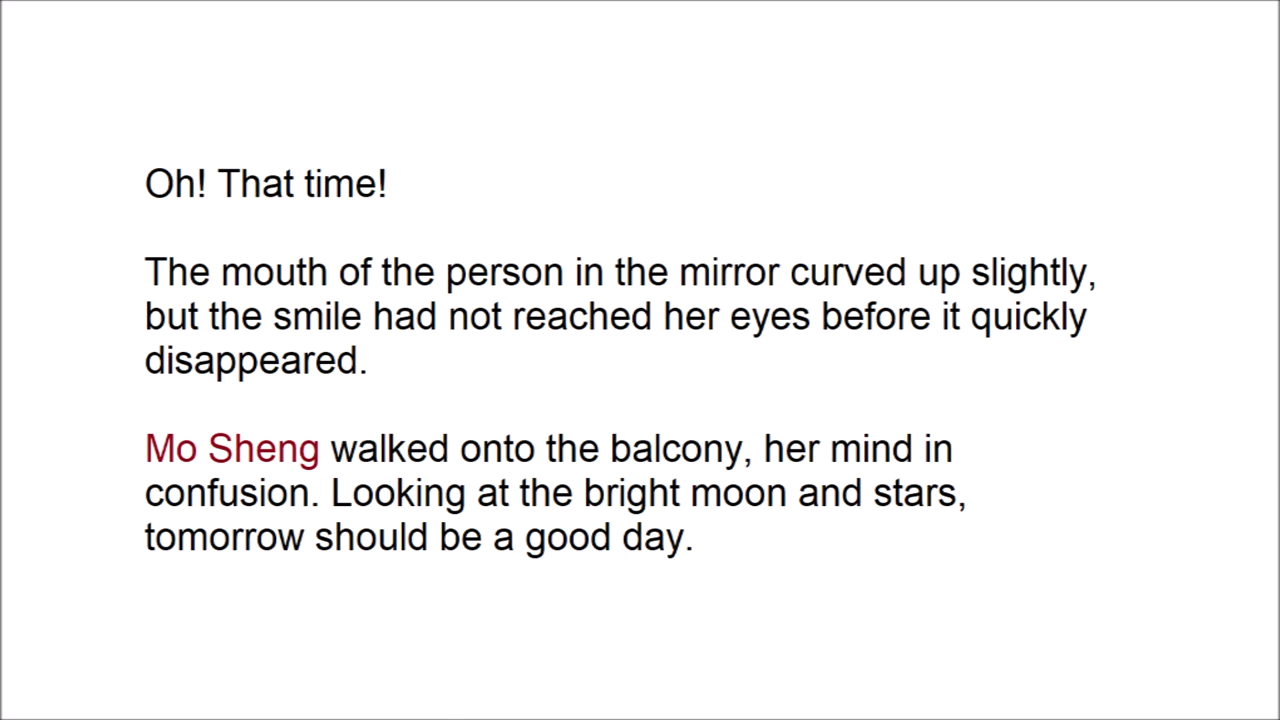 Oh! That time!
The mouth of the person in the mirror curved up slightly,
but the smile had not reached her eyes before it quickly
disappeared.
Mo Sheng walked onto the balcony, her mind in
confusion. Looking at the bright moon and stars,
tomorrow should be a good day.